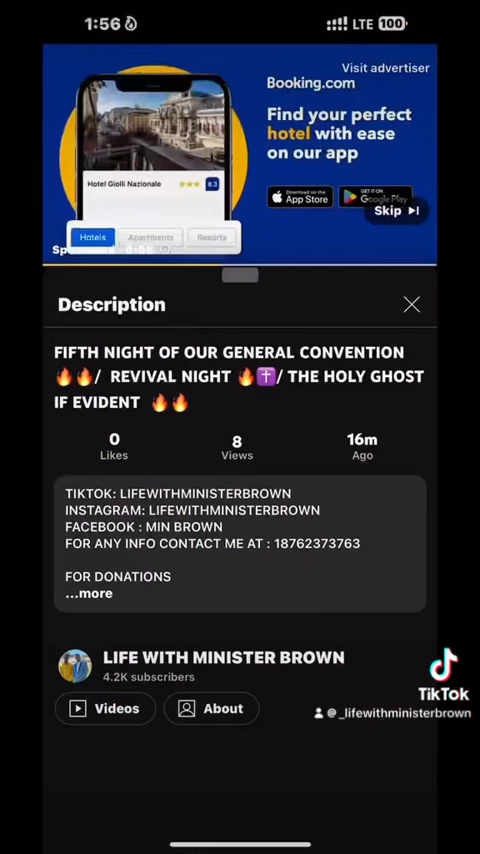 1:56
LTE 100
Visit advertiser
Booking.com
Find your perfect
hotel with ease
on our app
Hotel Giolli Nazionale
8.3
Download on the
App Store
GET IT ON
Google Play
Skip
Hotels Apartments Resorts
Description
FIFTH NIGHT OF OUR GENERAL CONVENTION
🔥🔥/ REVIVAL NIGHT 🔥✝️/ THE HOLY GHOST
IF EVIDENT 🔥🔥
0 8 16m
Likes Views Ago
TIKTOK: LIFEWITHMINISTERBROWN
INSTAGRAM: LIFEWITHMINISTERBROWN
FACEBOOK : MIN BROWN
FOR ANY INFO CONTACT ME AT : 18762373763
FOR DONATIONS
...more
LIFE WITH MINISTER BROWN
4.2K subscribers
Videos About
TikTok
@_lifewithministerbrown